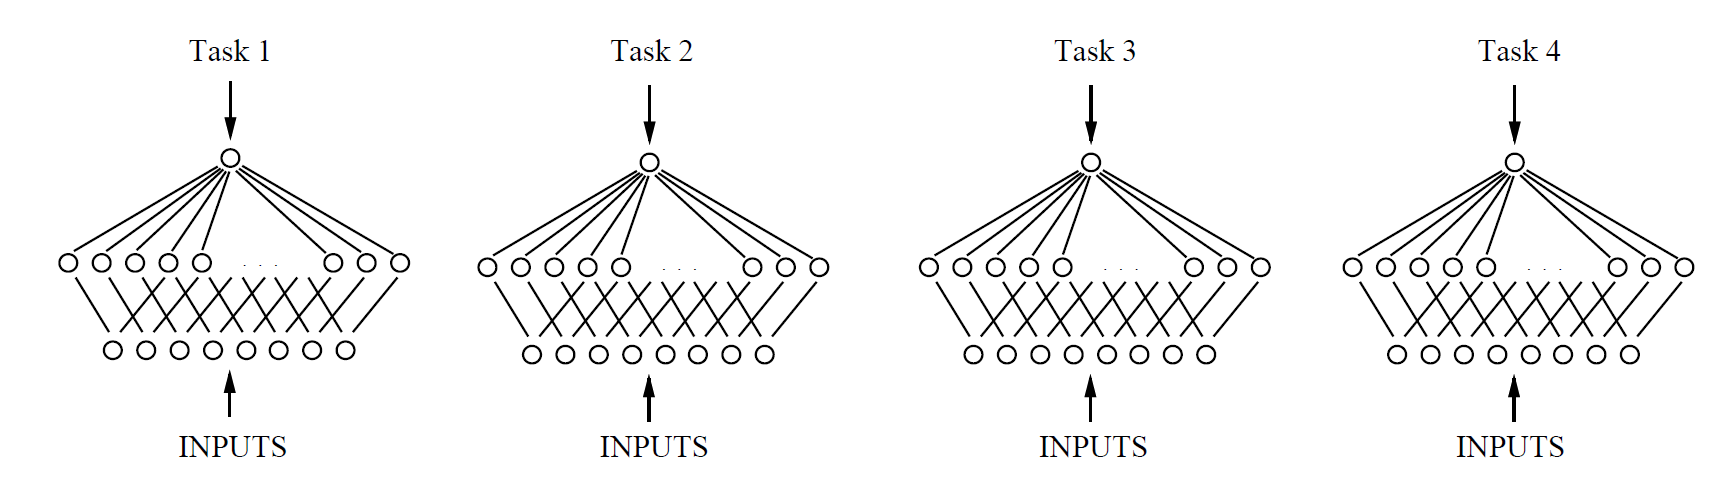 Task 1
Task 2
Task 3
Task 4
. . .
. . .
. . .
. . .
INPUTS
INPUTS
INPUTS
INPUTS